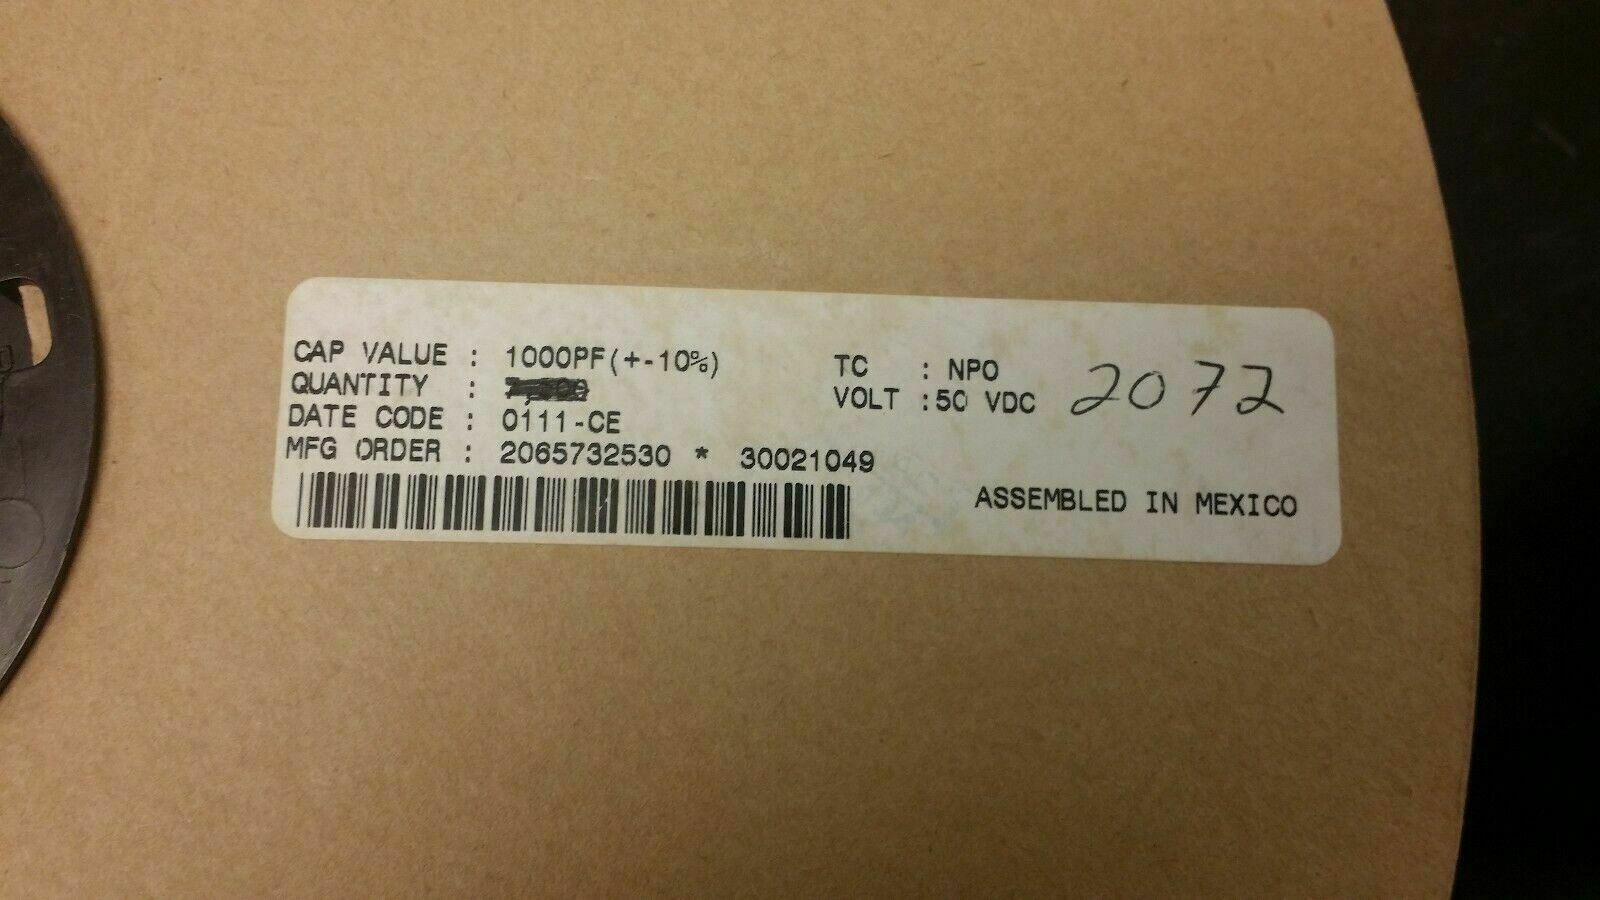 CAP VALUE : 1000PF(+-10%)
QUANTITY :
DATE CODE : 0111-CE
MFG ORDER : 2065732530 * 30021049
TC : NPO
VOLT :50 VDC
2072
ASSEMBLED IN MEXICO